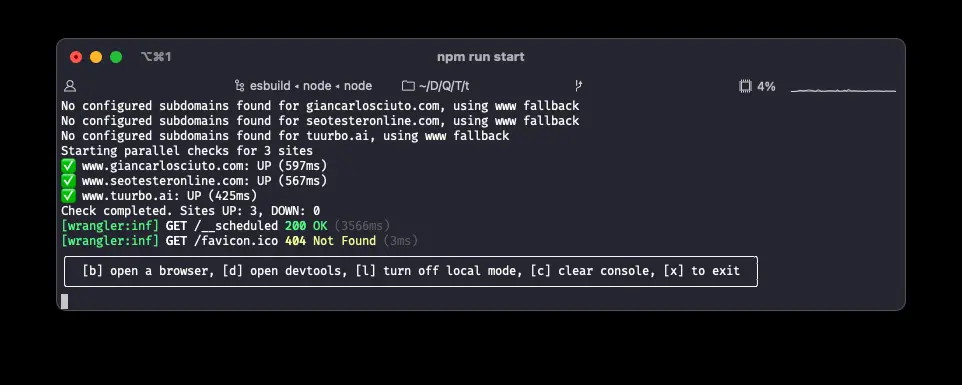 ⌥⌘1 npm run start
esbuild • node • node ~/D/Q/T/t 4%
No configured subdomains found for giancarlosciuto.com, using www fallback
No configured subdomains found for seotesteronline.com, using www fallback
No configured subdomains found for tuurbo.ai, using www fallback
Starting parallel checks for 3 sites
✅ www.giancarlosciuto.com: UP (597ms)
✅ www.seotesteronline.com: UP (567ms)
✅ www.tuurbo.ai: UP (425ms)
Check completed. Sites UP: 3, DOWN: 0
[wrangler:inf] GET /__scheduled 200 OK (3566ms)
[wrangler:inf] GET /favicon.ico 404 Not Found (3ms)
[b] open a browser, [d] open devtools, [l] turn off local mode, [c] clear console, [x] to exit